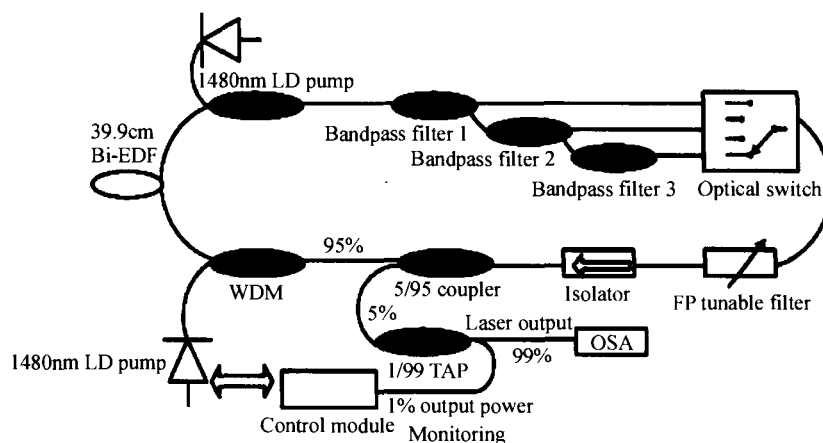 1480nm LD pump
39.9cm
Bi-EDF
Bandpass filter 1
Bandpass filter 2
Bandpass filter 3
Optical switch
95%
WDM
5/95 coupler
Isolator
FP tunable filter
5%
Laser output
99%
OSA
1480nm LD pump
1/99 TAP
1% output power
Control module
Monitoring